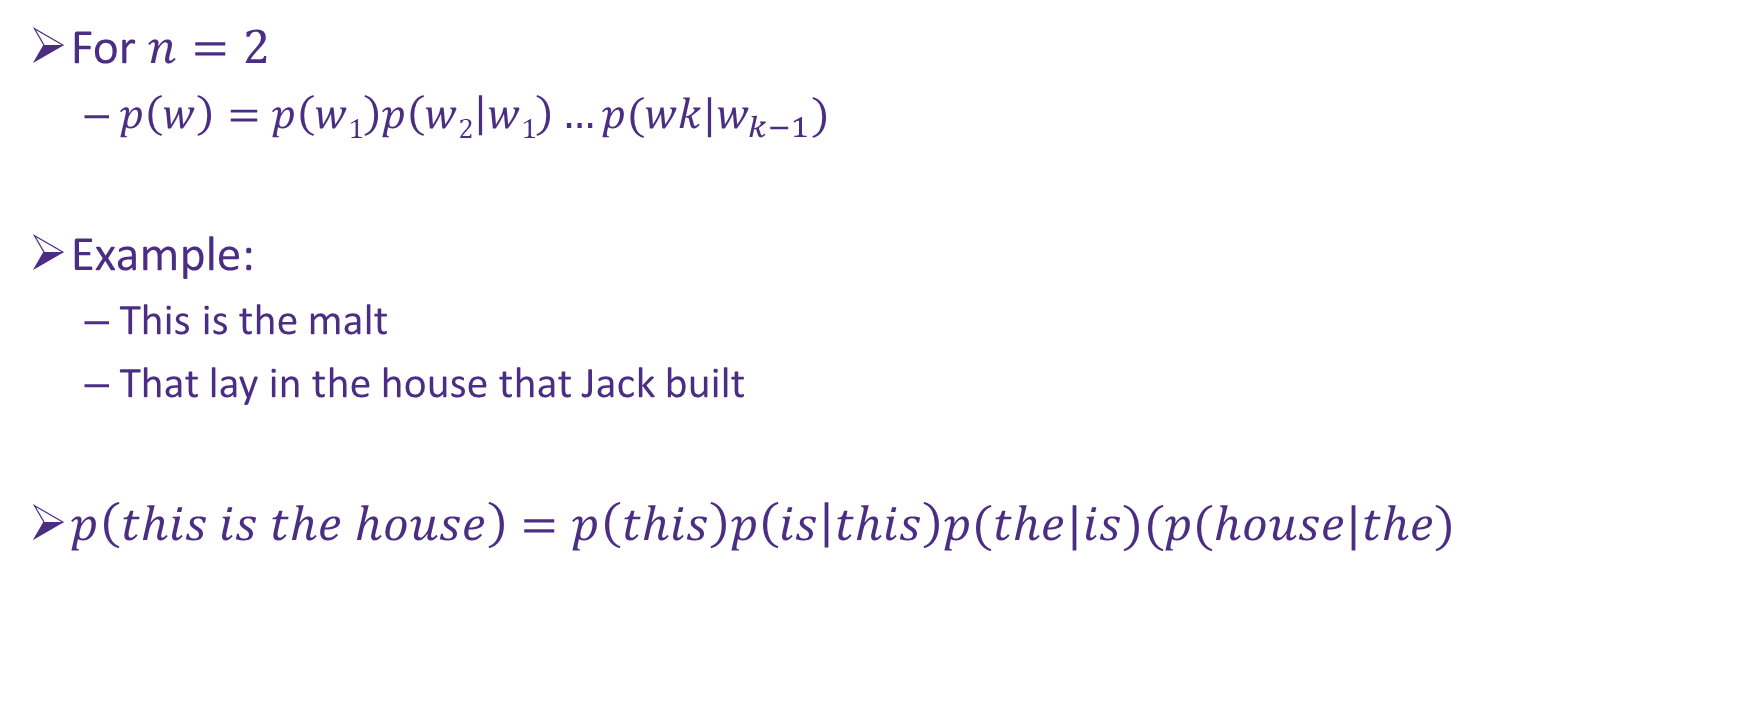 ➢For n = 2
– p(w) = p(w₁)p(w₂|w₁) … p(wk|wₖ₋₁)
➢Example:
– This is the malt
– That lay in the house that Jack built
➢p(this is the house) = p(this)p(is|this)p(the|is)(p(house|the)